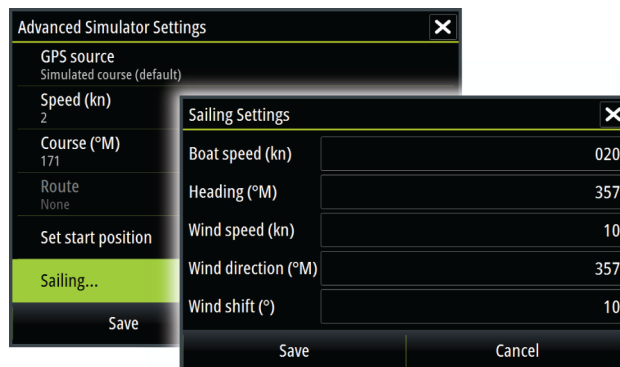 Advanced Simulator Settings
GPS source
Simulated course (default)
Speed (kn)
2
Course (°M)
171
Route
None
Set start position
Sailing...
Save
Sailing Settings
Boat speed (kn) 020
Heading (°M) 357
Wind speed (kn) 10
Wind direction (°M) 357
Wind shift (°) 10
Save Cancel